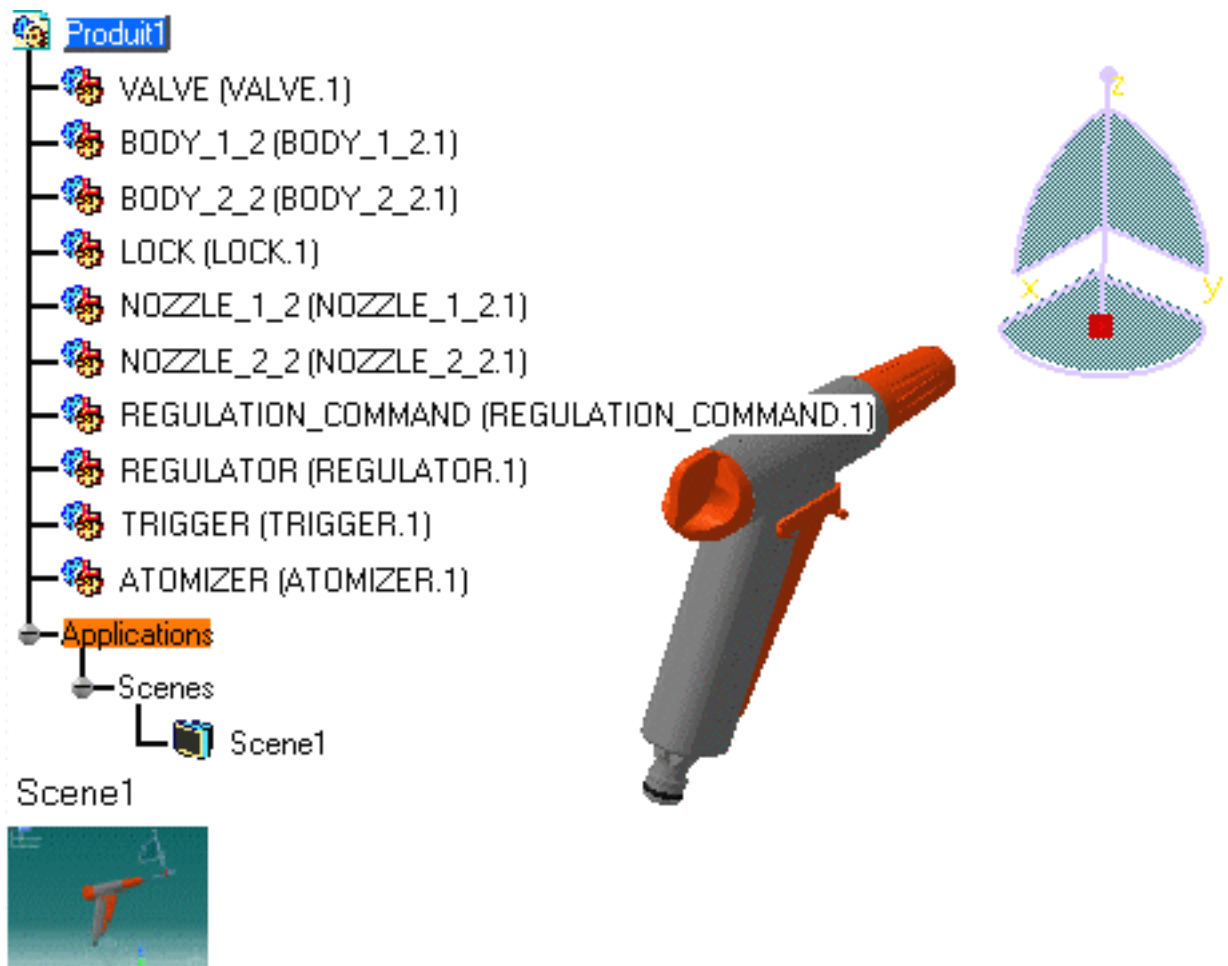 Produit1
VALVE (VALVE.1)
BODY_1_2 (BODY_1_2.1)
BODY_2_2 (BODY_2_2.1)
LOCK (LOCK.1)
NOZZLE_1_2 (NOZZLE_1_2.1)
NOZZLE_2_2 (NOZZLE_2_2.1)
REGULATION_COMMAND (REGULATION_COMMAND.1)
REGULATOR (REGULATOR.1)
TRIGGER (TRIGGER.1)
ATOMIZER (ATOMIZER.1)
Applications
Scenes
Scene1
Scene1
z
x
y